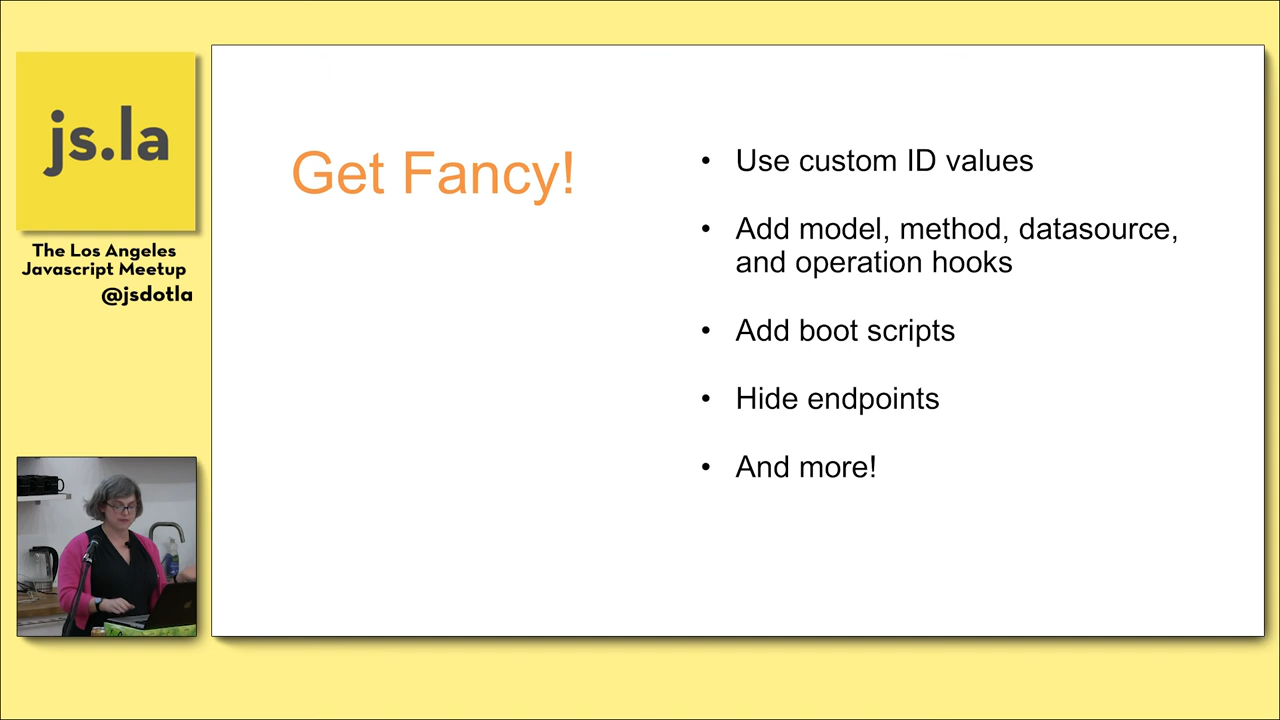 js.la
The Los Angeles
Javascript Meetup
@jsdotla
Get Fancy!
• Use custom ID values
• Add model, method, datasource,
and operation hooks
• Add boot scripts
• Hide endpoints
• And more!